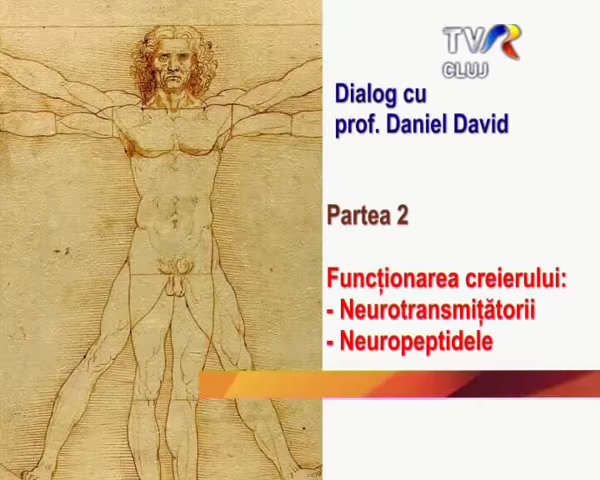 TVR
CLUJ
Dialog cu
prof. Daniel David
Partea 2
Funcționarea creierului:
- Neurotransmițătorii
- Neuropeptidele